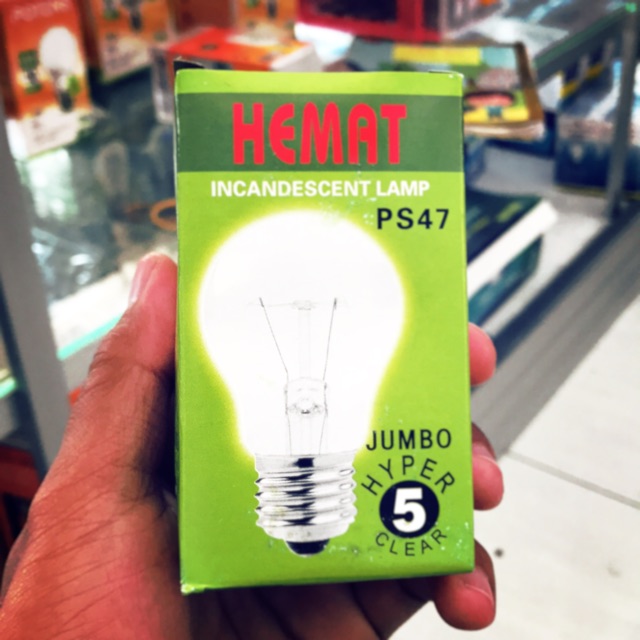 HEMAT
INCANDESCENT LAMP
PS47
JUMBO
HYPER
5
CLEAR